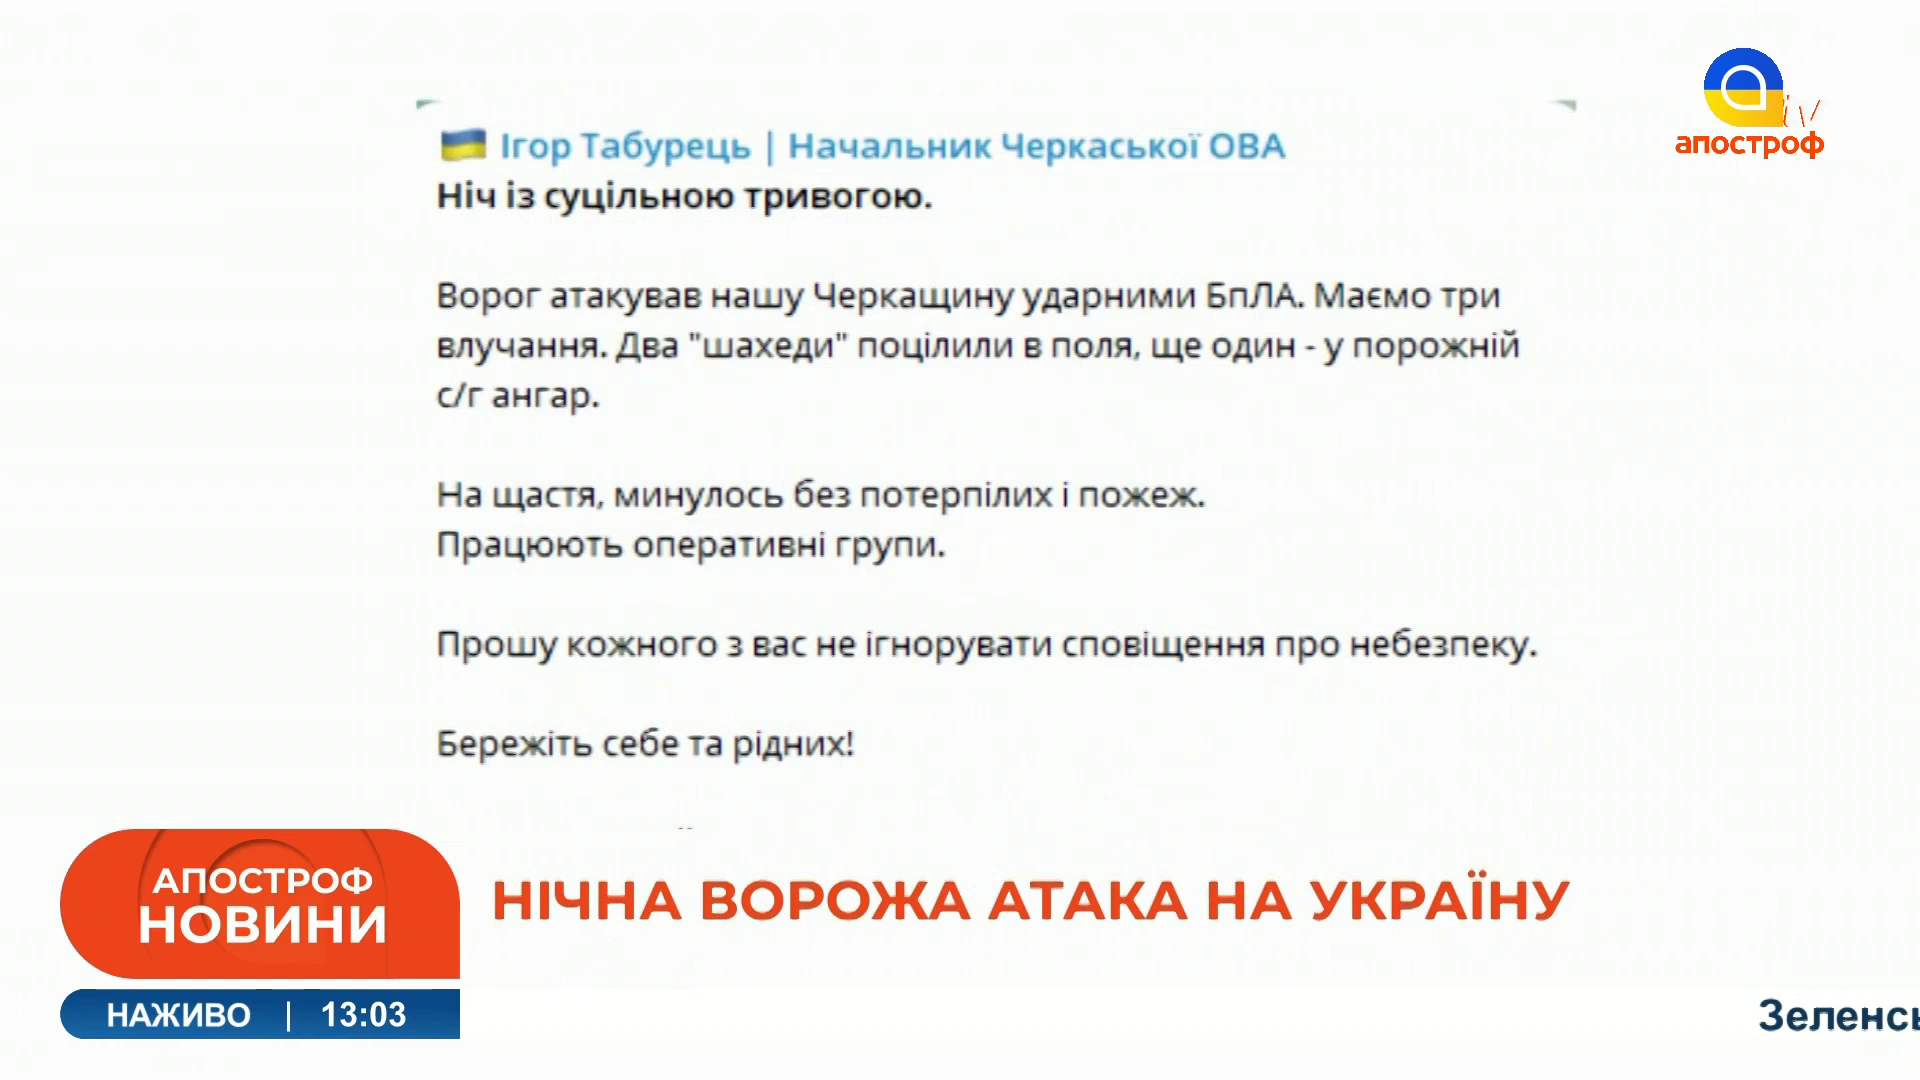 tv
апостроф
Ігор Табурець | Начальник Черкаської ОВА
Ніч із суцільною тривогою.
Ворог атакував нашу Черкащину ударними БпЛА. Маємо три
влучання. Два "шахеди" поцілили в поля, ще один - у порожній
с/г ангар.
На щастя, минулось без потерпілих і пожеж.
Працюють оперативні групи.
Прошу кожного з вас не ігнорувати сповіщення про небезпеку.
Бережіть себе та рідних!
АПОСТРОФ
НОВИНИ
НІЧНА ВОРОЖА АТАКА НА УКРАЇНУ
НАЖИВО | 13:03